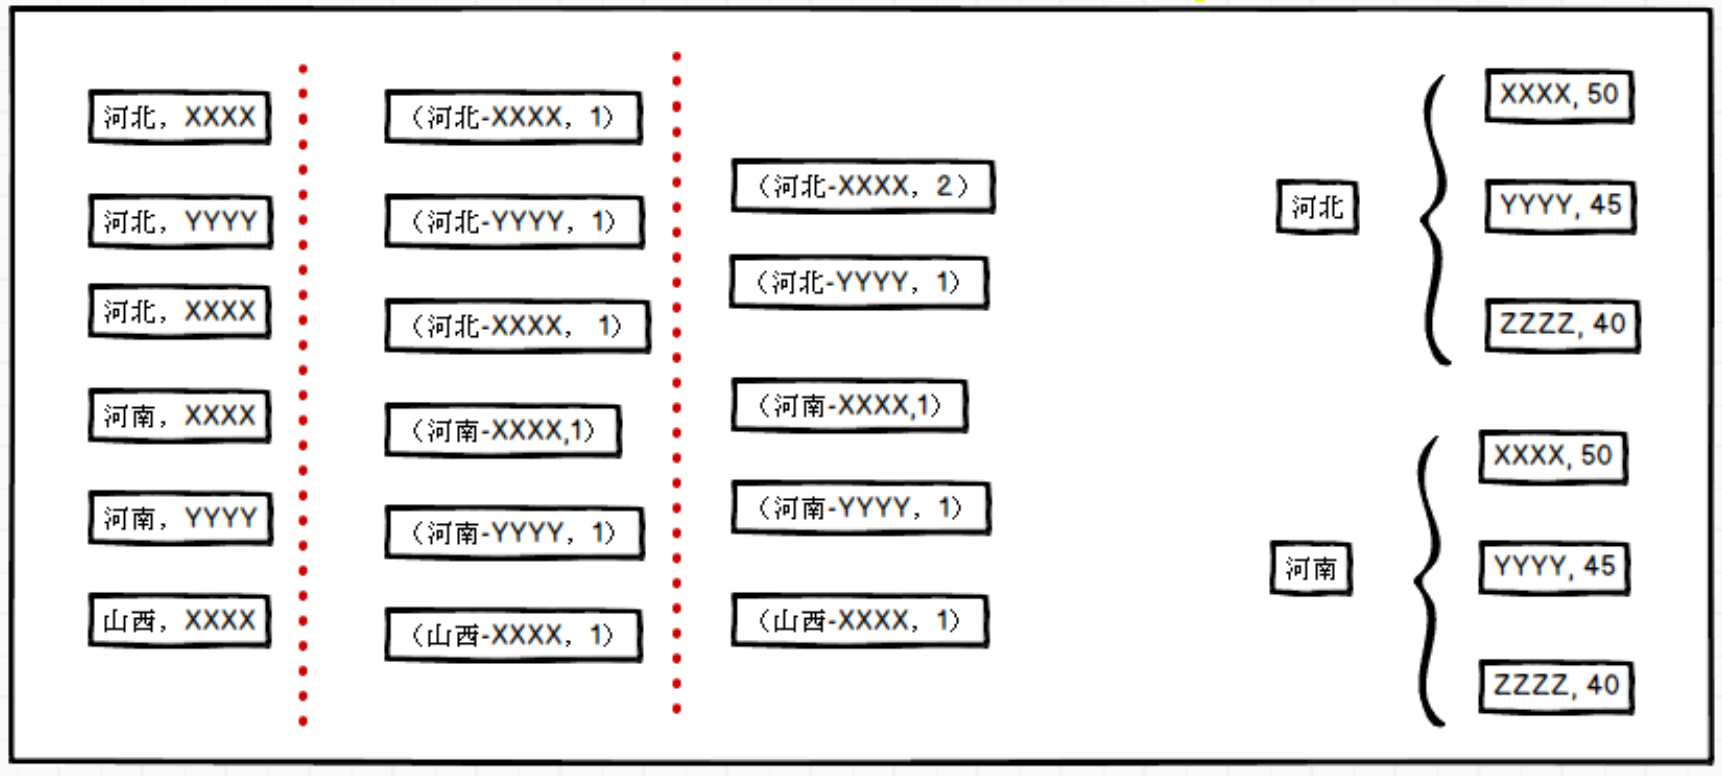 河北，XXXX
河北，YYYY
河北，XXXX
河南，XXXX
河南，YYYY
山西，XXXX
（河北-XXXX，1）
（河北-YYYY，1）
（河北-XXXX， 1）
（河南-XXXX,1）
（河南-YYYY，1）
（山西-XXXX，1）
（河北-XXXX，2）
（河北-YYYY，1）
（河南-XXXX,1）
（河南-YYYY，1）
（山西-XXXX，1）
河北
XXXX, 50
YYYY, 45
ZZZZ, 40
河南
XXXX, 50
YYYY, 45
ZZZZ, 40